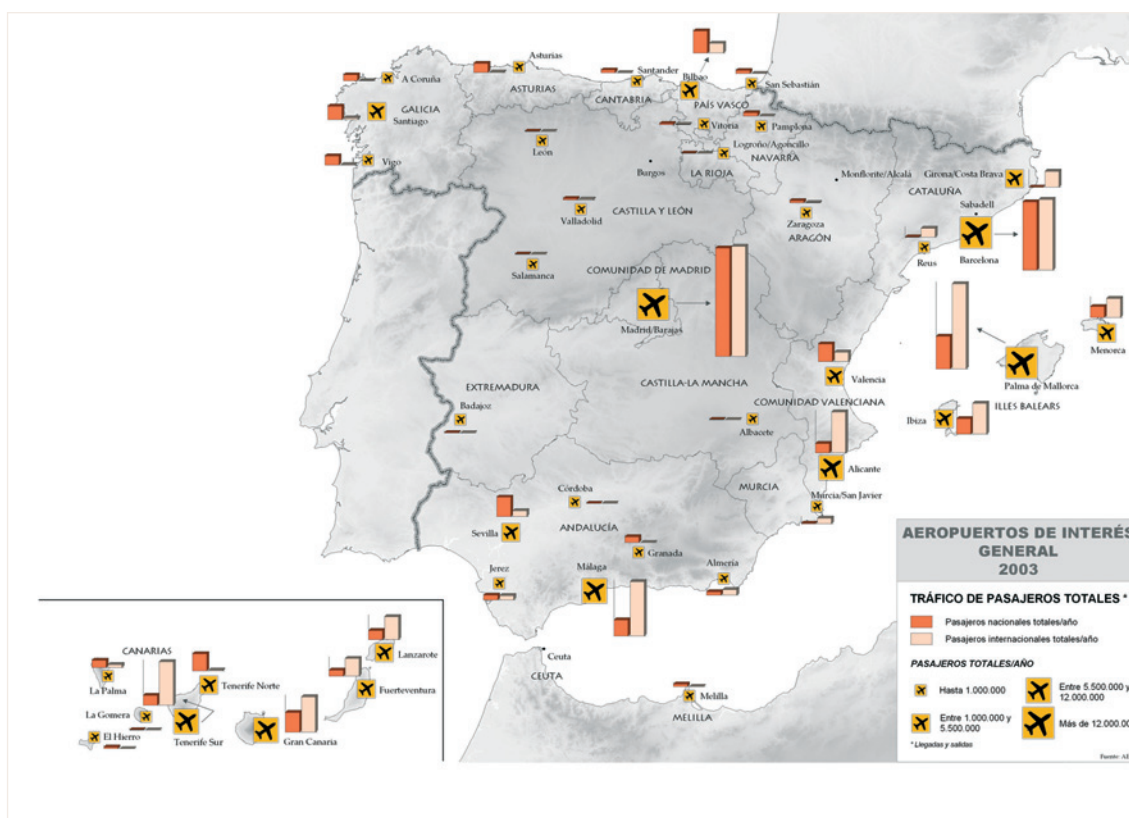 Asturias
A Coruña
ASTURIAS
Santander
CANTABRIA
Bilbao
PAÍS VASCO
San Sebastián
GALICIA
Santiago
Vitoria
Pamplona
León
Logroño/Agoncillo
NAVARRA
Vigo
Burgos
LA RIOJA
Monflorite/Alcalá
Girona/Costa Brava
CATALUÑA
Sabadell
Valladolid
CASTILLA Y LEÓN
Zaragoza
ARAGÓN
Reus
Barcelona
Salamanca
COMUNIDAD DE MADRID
Madrid/Barajas
Menorca
Valencia
Palma de Mallorca
EXTREMADURA
CASTILLA-LA MANCHA
COMUNIDAD VALENCIANA
ILLES BALEARS
Badajoz
Albacete
Ibiza
Alicante
MURCIA
Murcia/San Javier
Córdoba
ANDALUCÍA
Sevilla
Granada
Jerez
Málaga
Almería
Ceuta
CEUTA
Melilla
MELILLA
CANARIAS
Lanzarote
La Palma
Tenerife Norte
Fuerteventura
La Gomera
El Hierro
Tenerife Sur
Gran Canaria
AEROPUERTOS DE INTERÉS
GENERAL
2003
TRÁFICO DE PASAJEROS TOTALES *
Pasajeros nacionales totales/año
Pasajeros internacionales totales/año
PASAJEROS TOTALES/AÑO
Hasta 1.000.000
Entre 5.500.000 y
12.000.000
Entre 1.000.000 y
5.500.000
Más de 12.000.00
* Llegadas y salidas
Fuente: